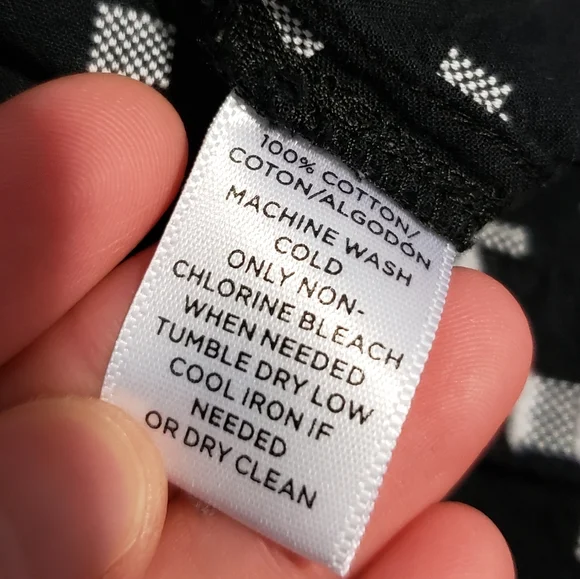 100% COTTON/
COTON/ALGODÓN
MACHINE WASH
COLD
ONLY NON-
CHLORINE BLEACH
WHEN NEEDED
TUMBLE DRY LOW
COOL IRON IF
NEEDED
OR DRY CLEAN